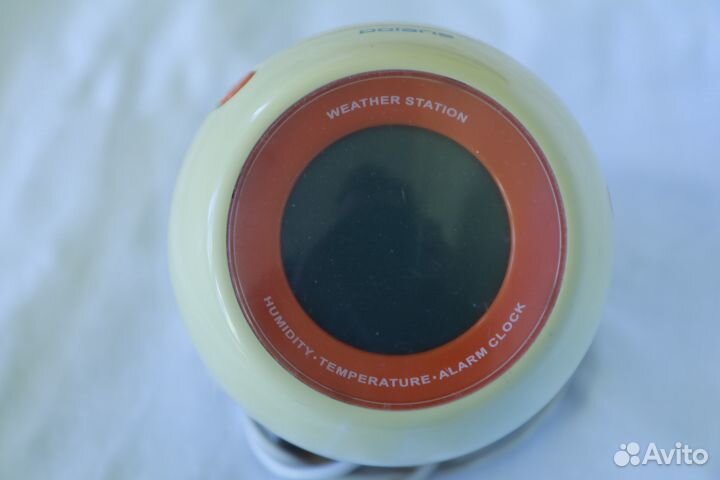 polaris
WEATHER STATION
HUMIDITY · TEMPERATURE · ALARM CLOCK
Avito